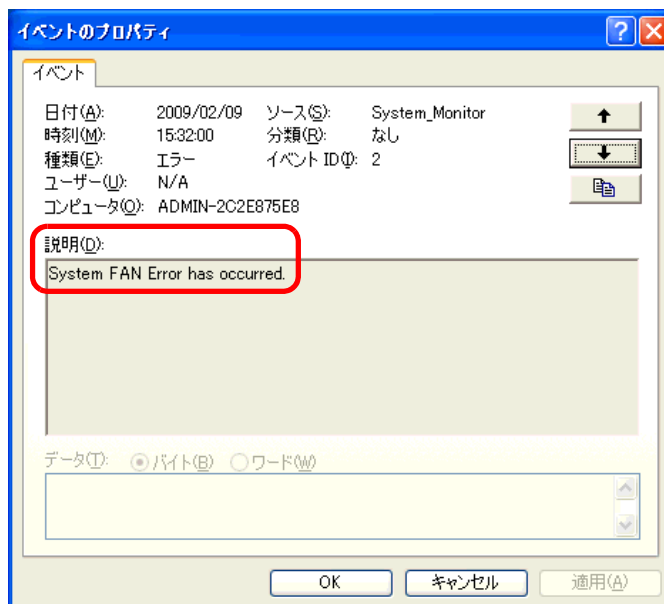 イベントのプロパティ
イベント
日付(A): 2009/02/09 ソース(S): System_Monitor
時刻(M): 15:32:00 分類(R): なし
種類(E): エラー イベント ID(I): 2
ユーザー(U): N/A
コンピュータ(O): ADMIN-2C2E875E8
説明(D):
System FAN Error has occurred.
データ(T): バイト(B) ワード(W)
OK キャンセル 適用(A)